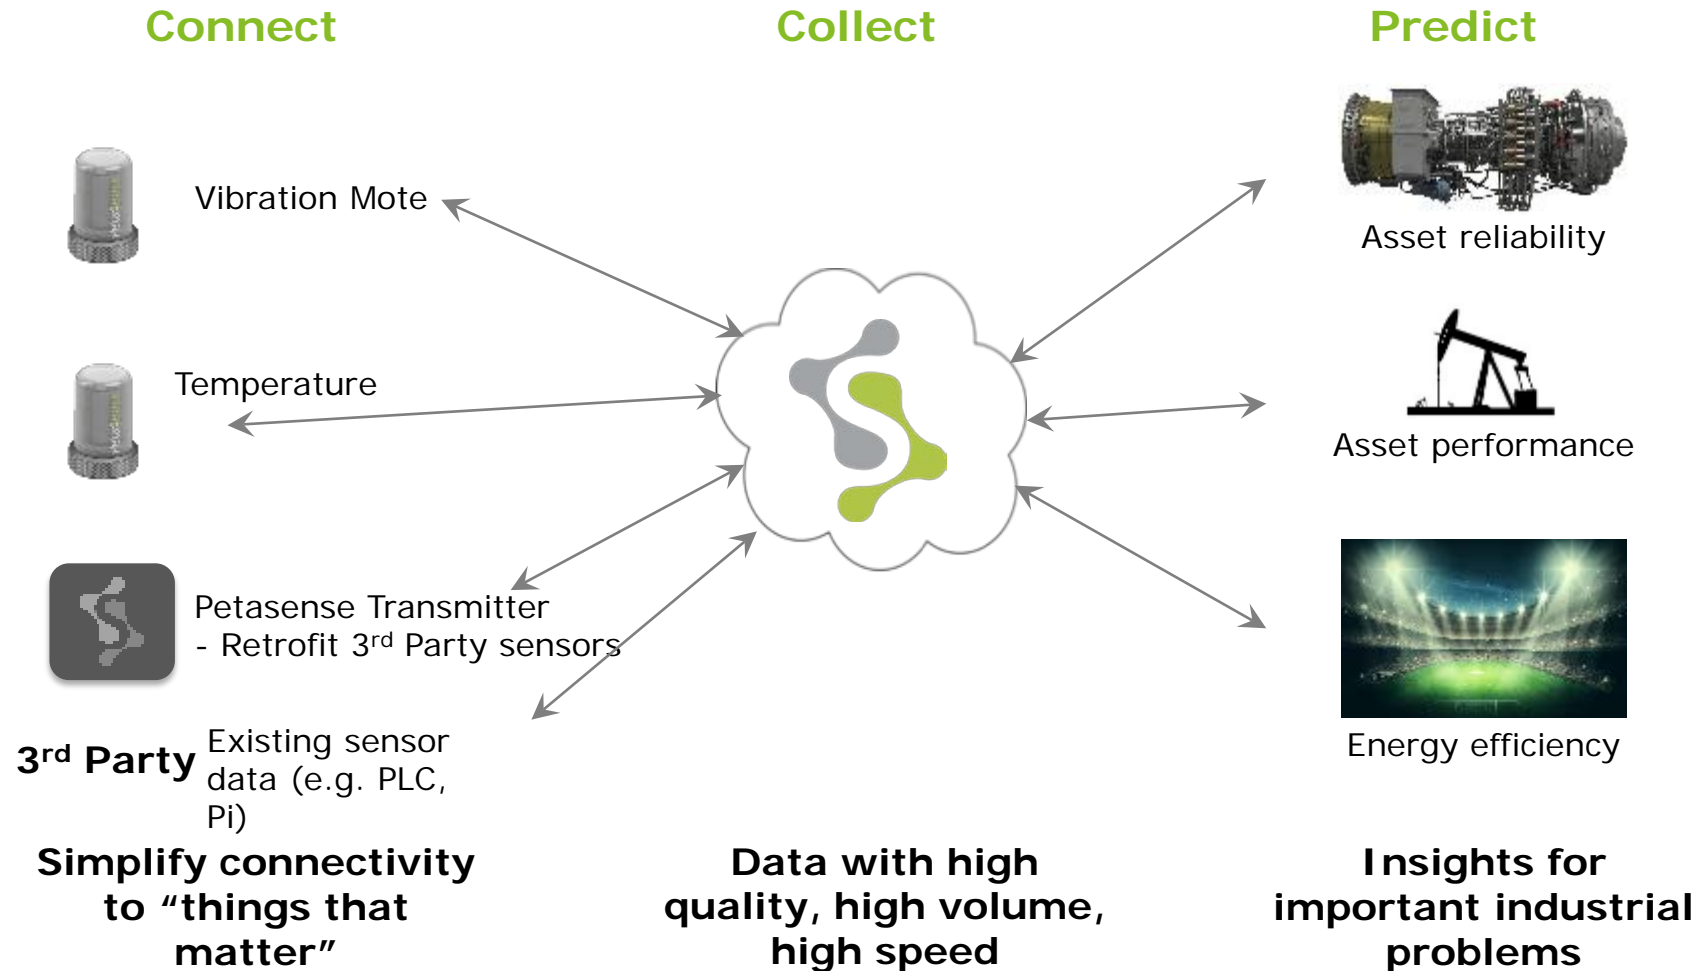 Connect
Collect
Predict
Vibration Mote
Asset reliability
Temperature
Asset performance
Petasense Transmitter
- Retrofit 3rd Party sensors
3rd Party
Existing sensor
data (e.g. PLC,
Pi)
Energy efficiency
Simplify connectivity
to “things that
matter”
Data with high
quality, high volume,
high speed
Insights for
important industrial
problems